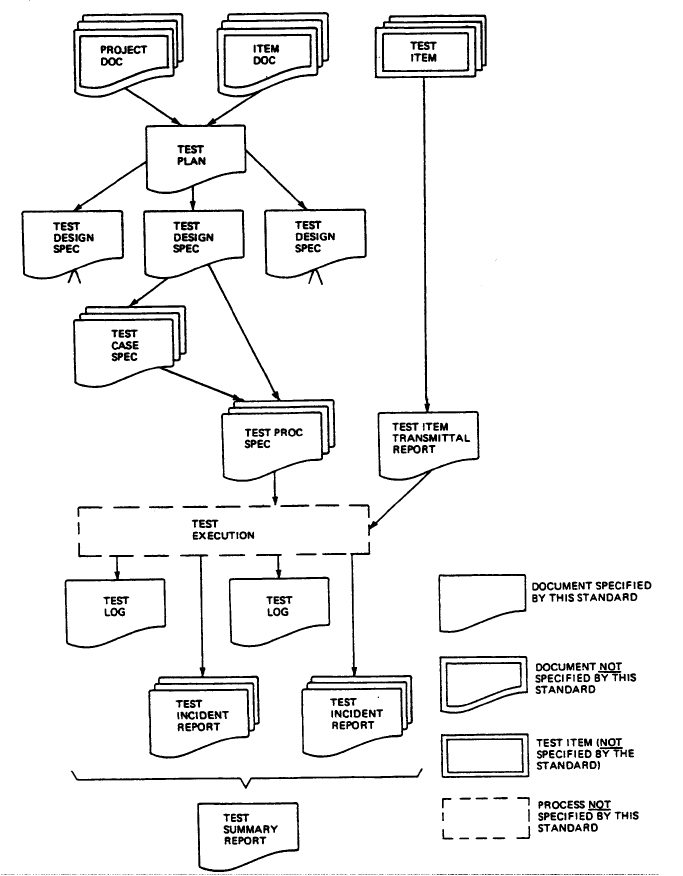 PROJECT
DOC
ITEM
DOC
TEST
ITEM
TEST
PLAN
TEST
DESIGN
SPEC
TEST
DESIGN
SPEC
TEST
DESIGN
SPEC
TEST
CASE
SPEC
TEST PROC
SPEC
TEST ITEM
TRANSMITTAL
REPORT
TEST
EXECUTION
TEST
LOG
TEST
LOG
TEST
INCIDENT
REPORT
TEST
INCIDENT
REPORT
TEST
SUMMARY
REPORT
DOCUMENT SPECIFIED
BY THIS STANDARD
DOCUMENT NOT
SPECIFIED BY THIS
STANDARD
TEST ITEM (NOT
SPECIFIED BY THE
STANDARD)
PROCESS NOT
SPECIFIED BY THIS
STANDARD